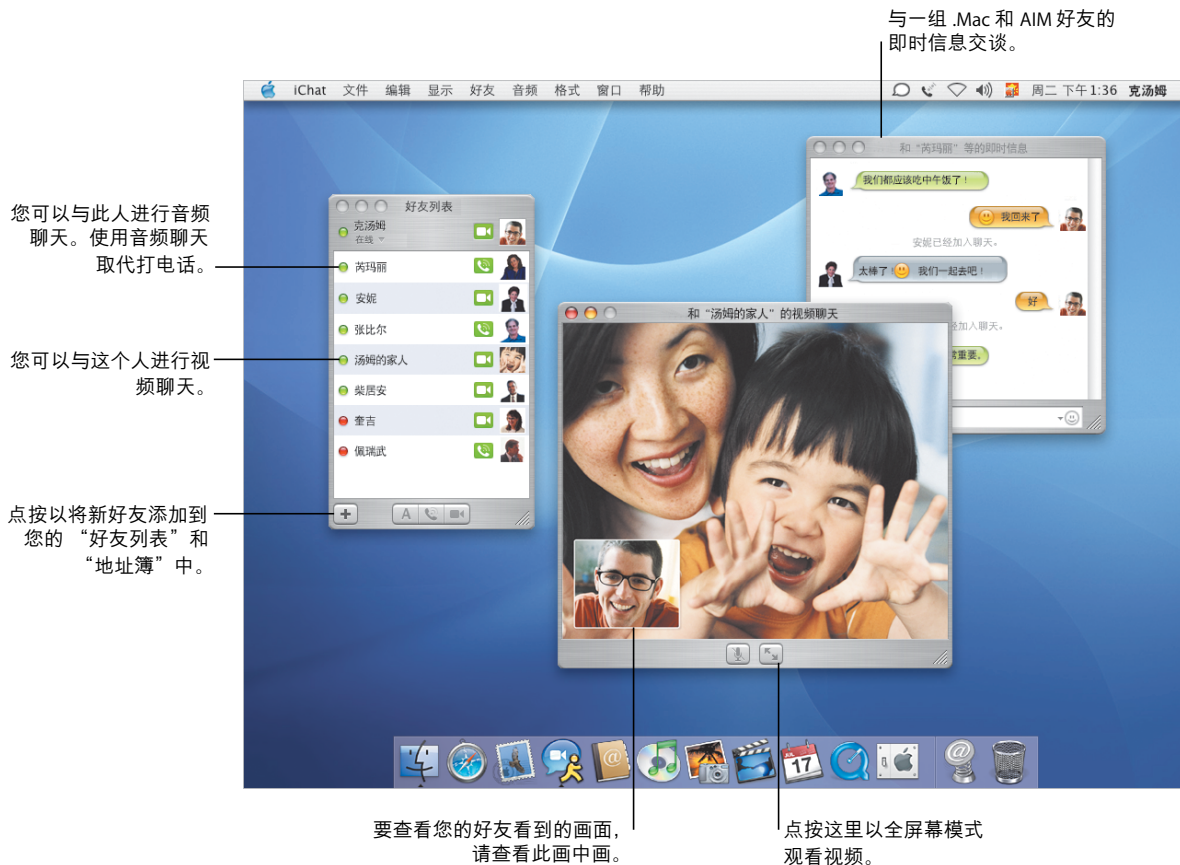 与一组 .Mac 和 AIM 好友的
即时信息交谈。
iChat 文件 编辑 显示 好友 音频 格式 窗口 帮助
周二 下午1:36 克汤姆
和“芮玛丽”等的即时信息
我们都应该吃中午饭了！
我回来了
安妮已经加入聊天。
太棒了！ 我们一起去吧！
好
经加入聊天。
常重要。
您可以与此人进行音频
聊天。使用音频聊天
取代打电话。
您可以与这个人进行视
频聊天。
点按以将新好友添加到
您的 “好友列表”和
“地址簿”中。
好友列表
克汤姆
在线
芮玛丽
安妮
张比尔
汤姆的家人
柴居安
奎吉
佩瑞武
A
和“汤姆的家人”的视频聊天
JUL
17
要查看您的好友看到的画面，
请查看此画中画。
点按这里以全屏幕模式
观看视频。